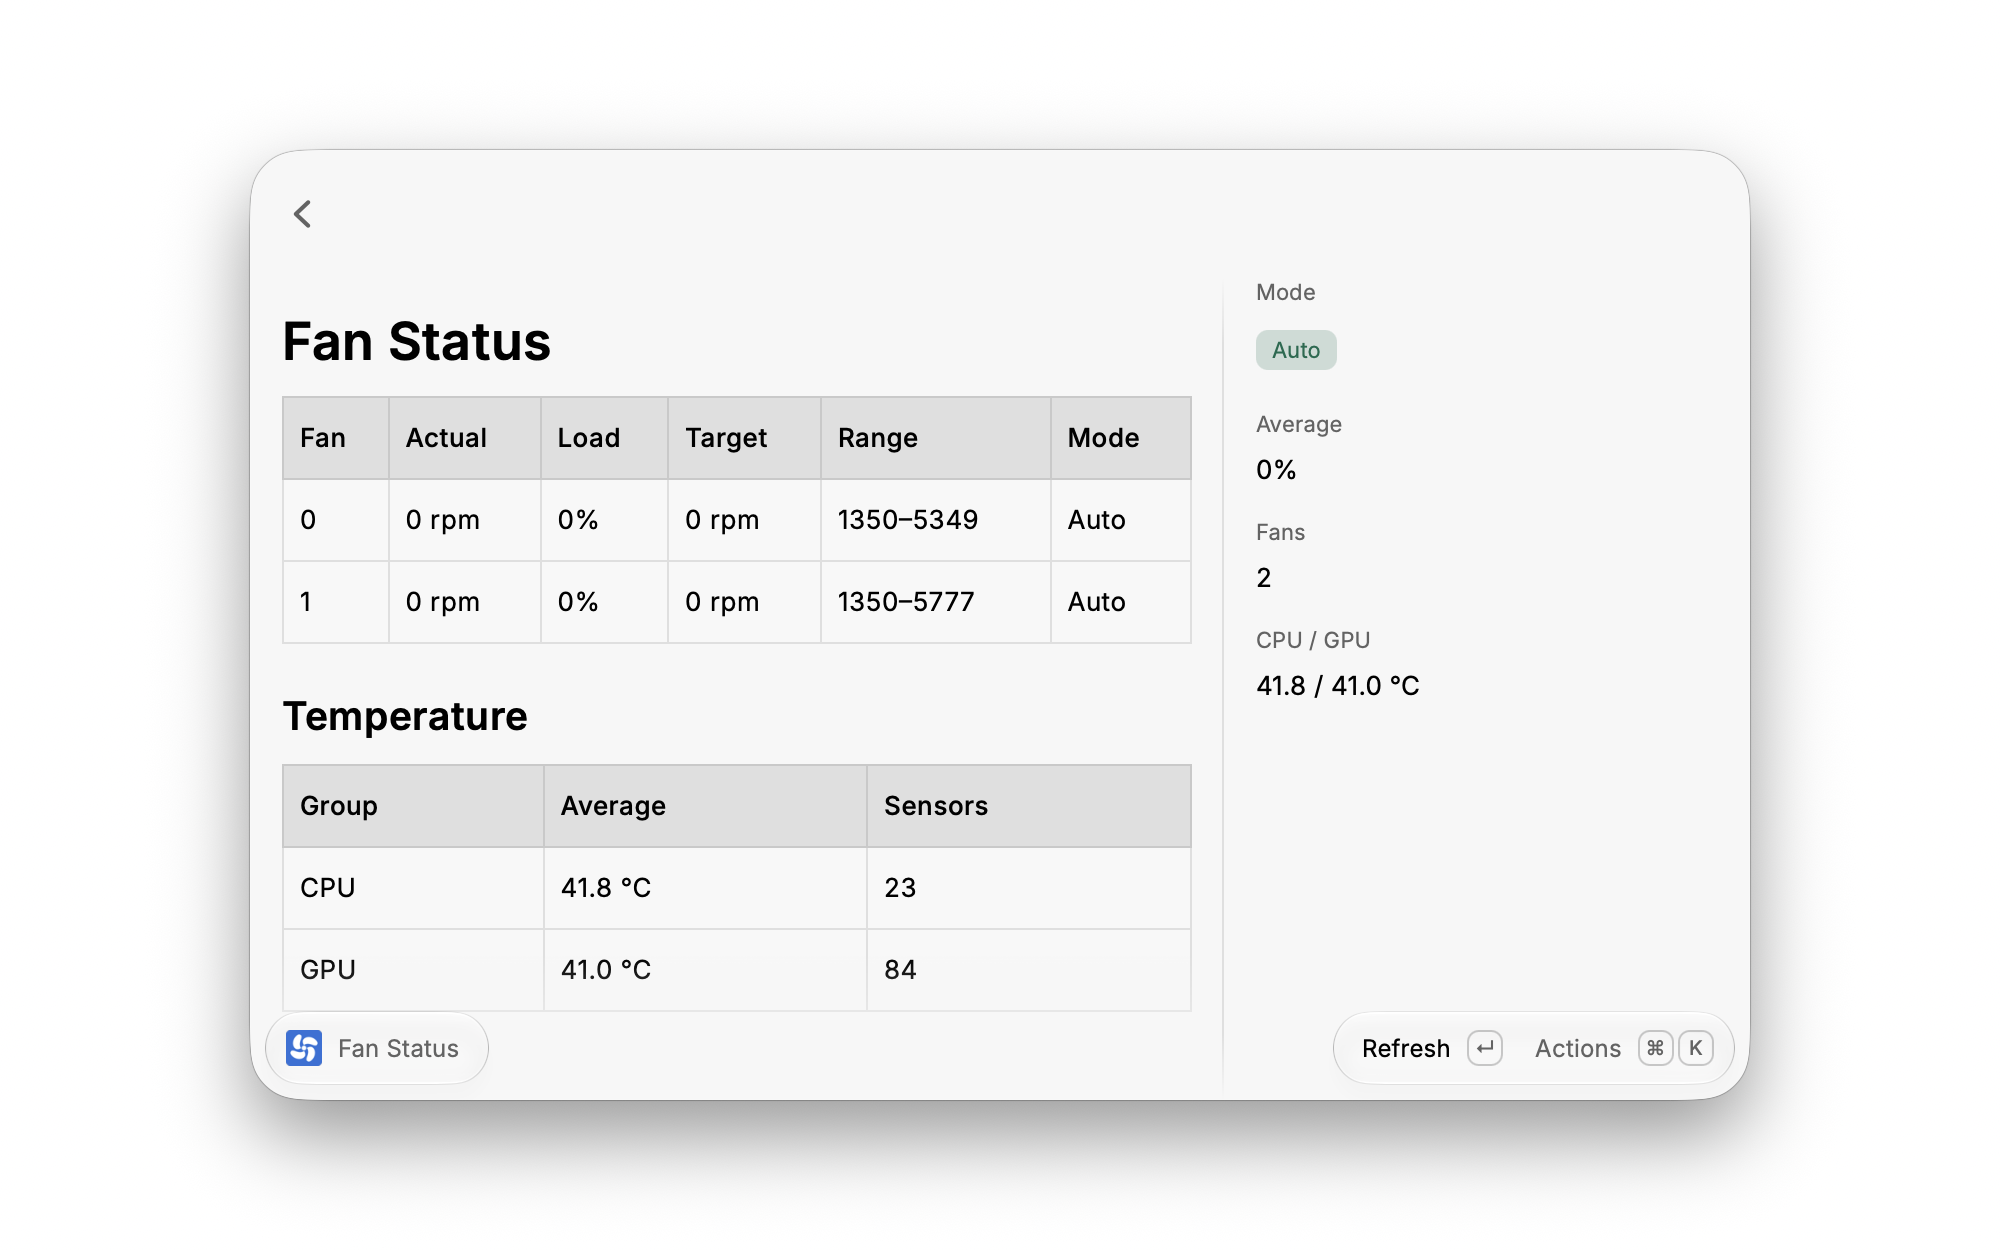 Fan Status
Fan Actual Load Target Range Mode
0 0 rpm 0% 0 rpm 1350–5349 Auto
1 0 rpm 0% 0 rpm 1350–5777 Auto
Temperature
Group Average Sensors
CPU 41.8 °C 23
GPU 41.0 °C 84
Mode
Auto
Average
0%
Fans
2
CPU / GPU
41.8 / 41.0 °C
Fan Status
Refresh ↵ Actions ⌘ K